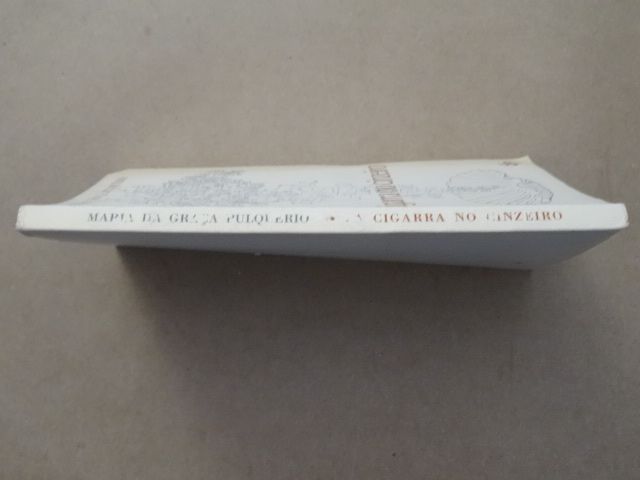 MARIA DA GRAÇA PULQUÉRIO • A CIGARRA NO CINZEIRO